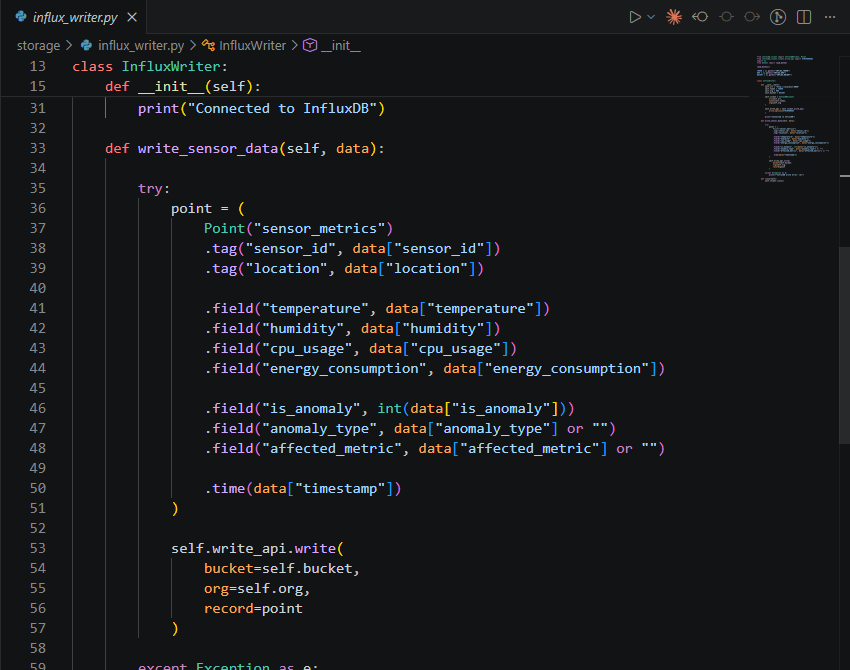 influx_writer.py
storage > influx_writer.py > InfluxWriter > __init__
13 class InfluxWriter:
15     def __init__(self):
31         print("Connected to InfluxDB")
32
33     def write_sensor_data(self, data):
34
35         try:
36             point = (
37                 Point("sensor_metrics")
38                 .tag("sensor_id", data["sensor_id"])
39                 .tag("location", data["location"])
40
41                 .field("temperature", data["temperature"])
42                 .field("humidity", data["humidity"])
43                 .field("cpu_usage", data["cpu_usage"])
44                 .field("energy_consumption", data["energy_consumption"])
45
46                 .field("is_anomaly", int(data["is_anomaly"]))
47                 .field("anomaly_type", data["anomaly_type"] or "")
48                 .field("affected_metric", data["affected_metric"] or "")
49
50                 .time(data["timestamp"])
51             )
52
53             self.write_api.write(
54                 bucket=self.bucket,
55                 org=self.org,
56                 record=point
57             )
58
59         except Exception as e: